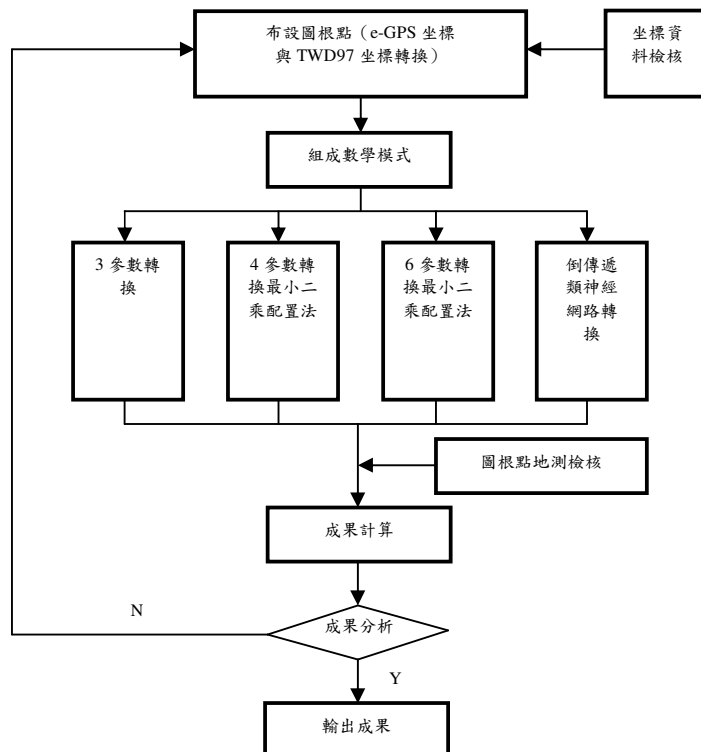 布設圖根點（e-GPS 坐標
與 TWD97 坐標轉換）
坐標資
料檢核
組成數學模式
3 參數轉
換
4 參數轉
換最小二
乘配置法
6 參數轉
換最小二
乘配置法
倒傳遞
類神經
網路轉
換
圖根點地測檢核
成果計算
成果分析
N
Y
輸出成果